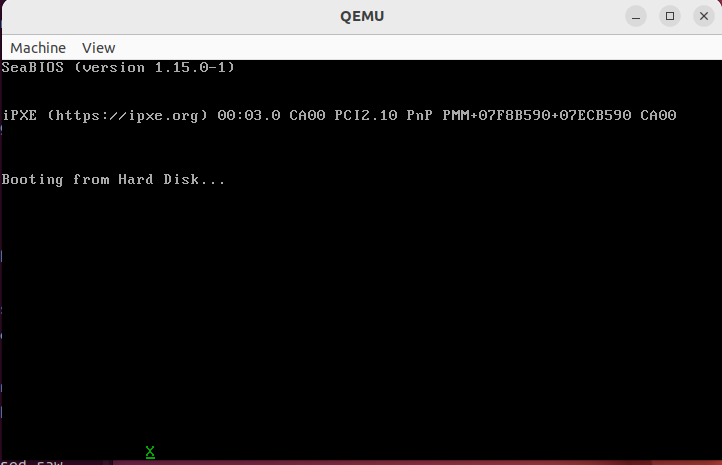 QEMU
Machine View
SeaBIOS (version 1.15.0-1)
iPXE (https://ipxe.org) 00:03.0 CA00 PCI2.10 PnP PMM+07F8B590+07ECB590 CA00
Booting from Hard Disk...
X